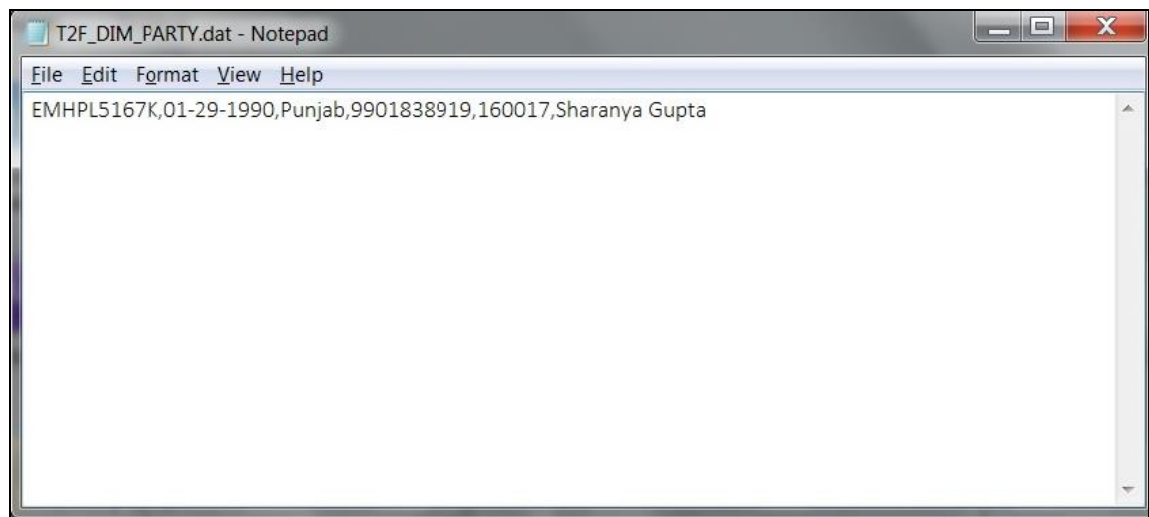 T2F_DIM_PARTY.dat - Notepad
File Edit Format View Help
EMHPL5167K,01-29-1990,Punjab,9901838919,160017,Sharanya Gupta